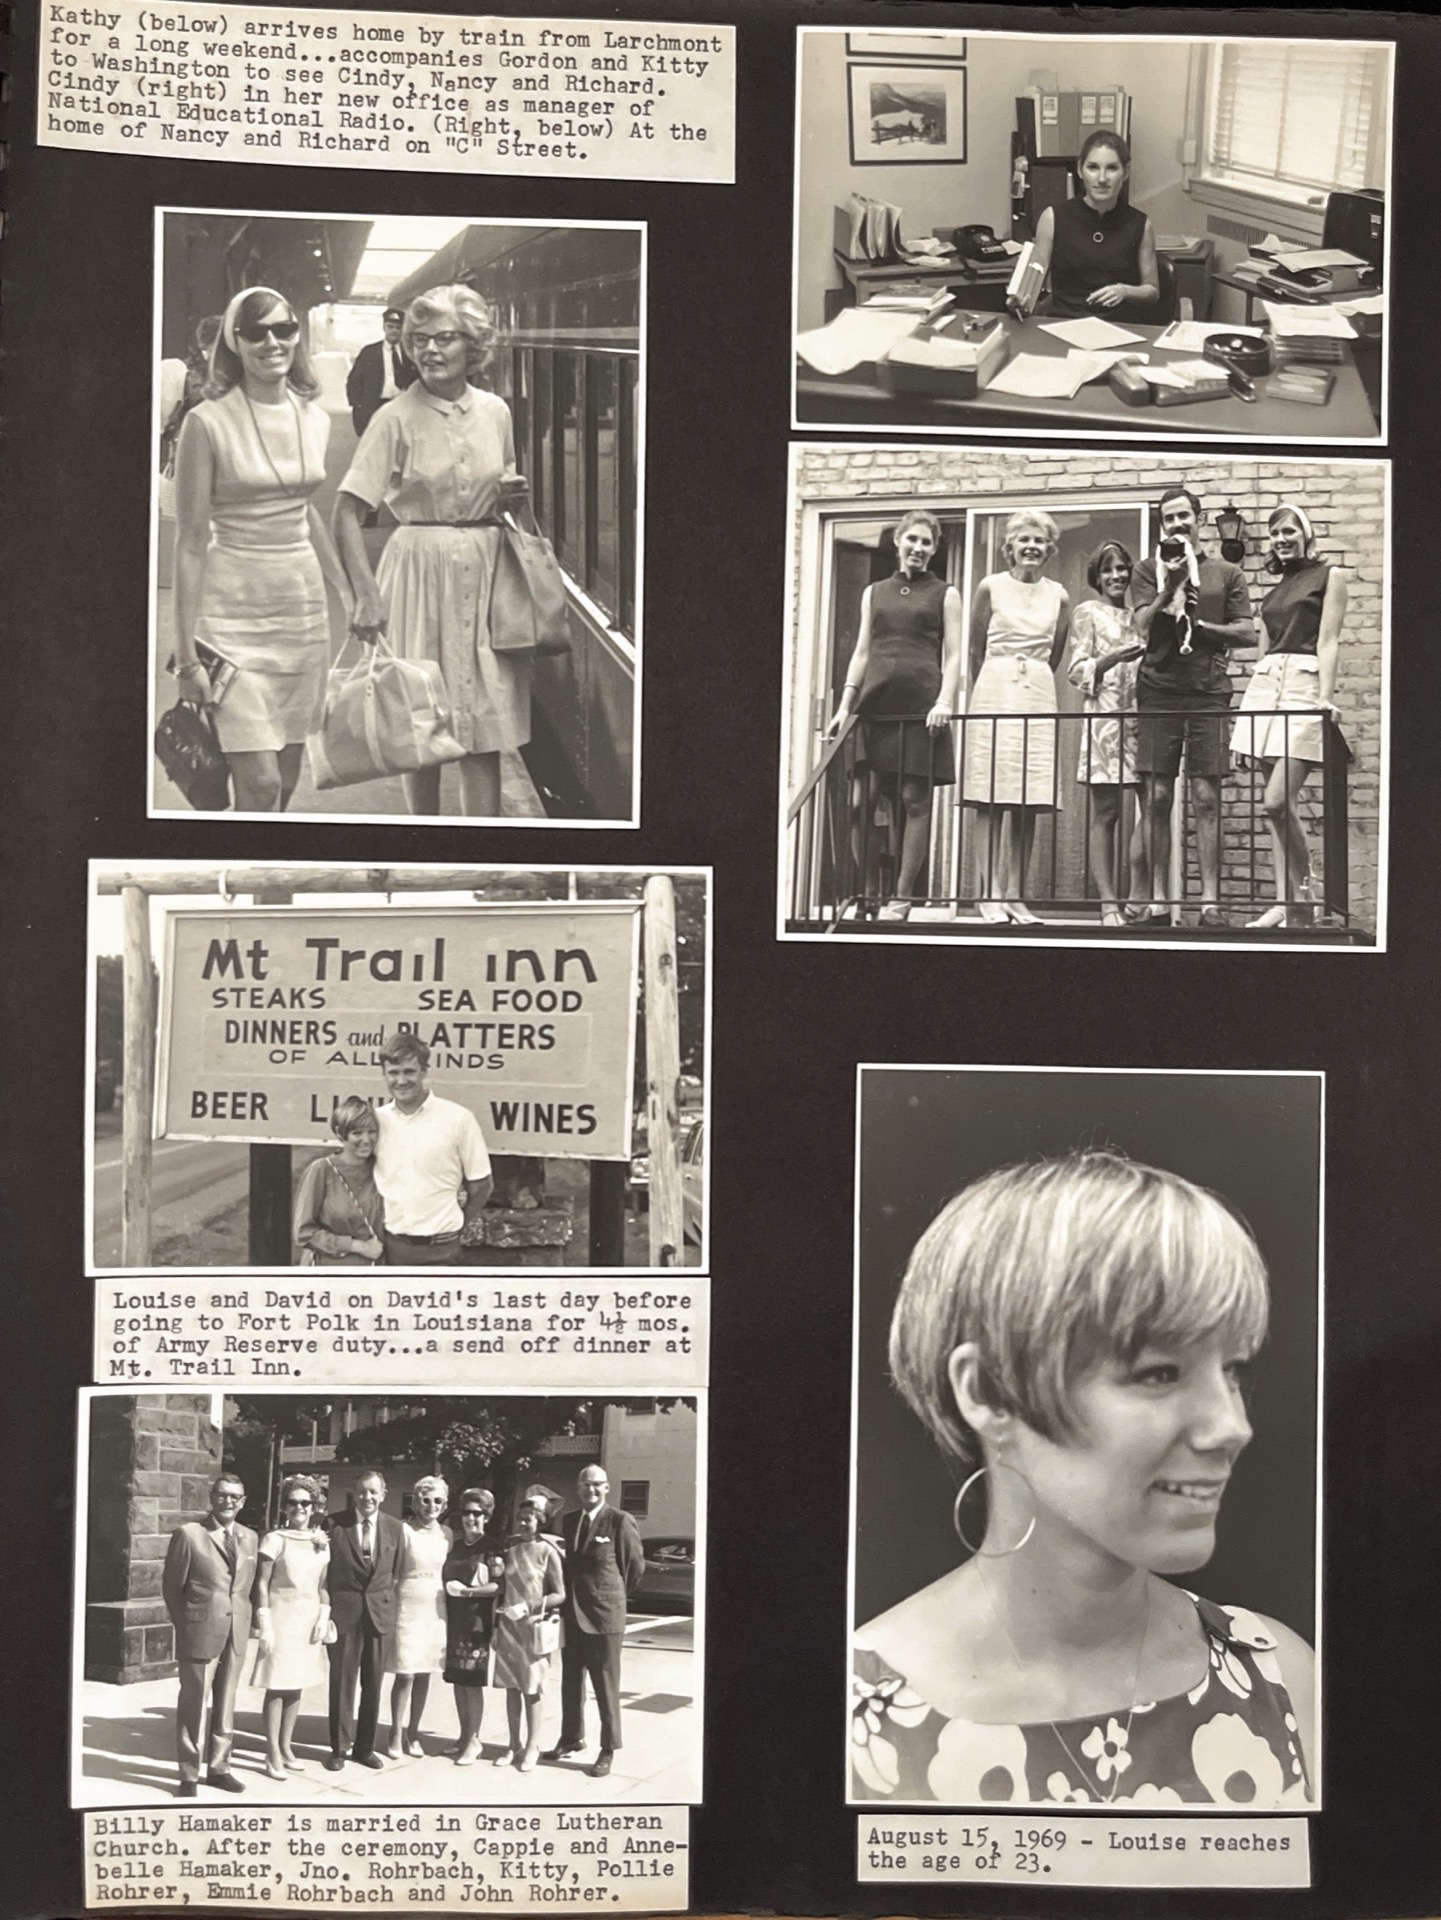 Kathy (below) arrives home by train from Larchmont
for a long weekend...accompanies Gordon and Kitty
to Washington to see Cindy, Nancy and Richard.
Cindy (right) in her new office as manager of
National Educational Radio. (Right, below) At the
home of Nancy and Richard on "C" Street.
Mt Trail inn
STEAKS SEA FOOD
DINNERS and PLATTERS
OF ALL KINDS
BEER LIQU WINES
Louise and David on David's last day before
going to Fort Polk in Louisiana for 4½ mos.
of Army Reserve duty...a send off dinner at
Mt. Trail Inn.
Billy Hamaker is married in Grace Lutheran
Church. After the ceremony, Cappie and Anne-
belle Hamaker, Jno. Rohrbach, Kitty, Pollie
Rohrer, Emmie Rohrbach and John Rohrer.
August 15, 1969 - Louise reaches
the age of 23.